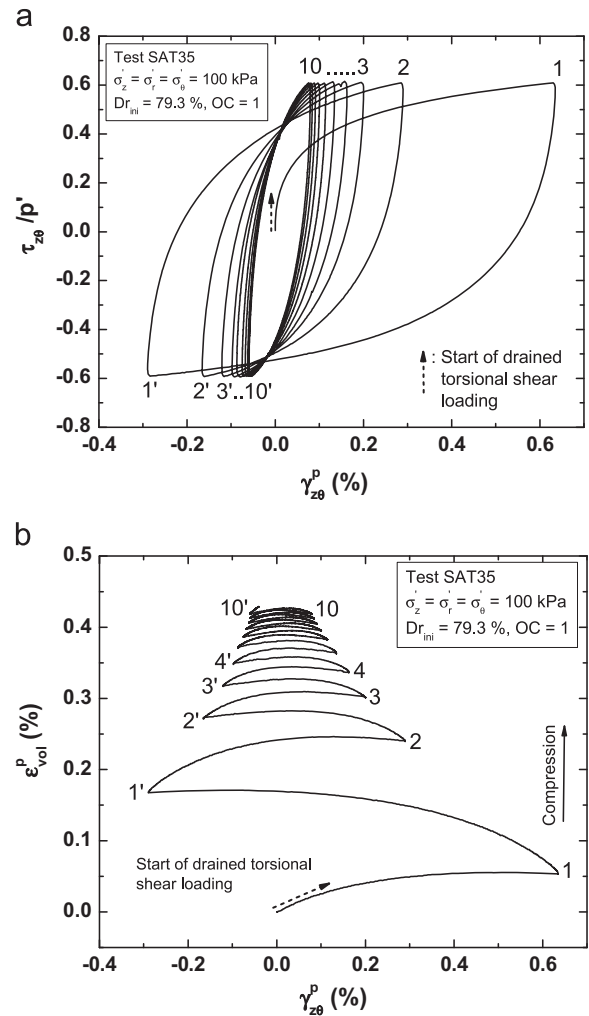 a
Test SAT35
σ'z = σ'r = σ'θ = 100 kPa
Dr_ini = 79.3 %, OC = 1
10 ..... 3 2 1
0.8
0.6
0.4
0.2
0.0
-0.2
-0.4
-0.6
-0.8
τzθ /p'
1' 2' 3'..10'
: Start of drained
torsional shear
loading
-0.4 -0.2 0.0 0.2 0.4 0.6
γ^p_zθ (%)
b
Test SAT35
σ'z = σ'r = σ'θ = 100 kPa
Dr_ini = 79.3 %, OC = 1
0.5
0.4
0.3
0.2
0.1
0.0
ε^p_vol (%)
10' 10
4' 4
3' 3
2' 2
1' 1
Compression
Start of drained torsional
shear loading
-0.4 -0.2 0.0 0.2 0.4 0.6
γ^p_zθ (%)